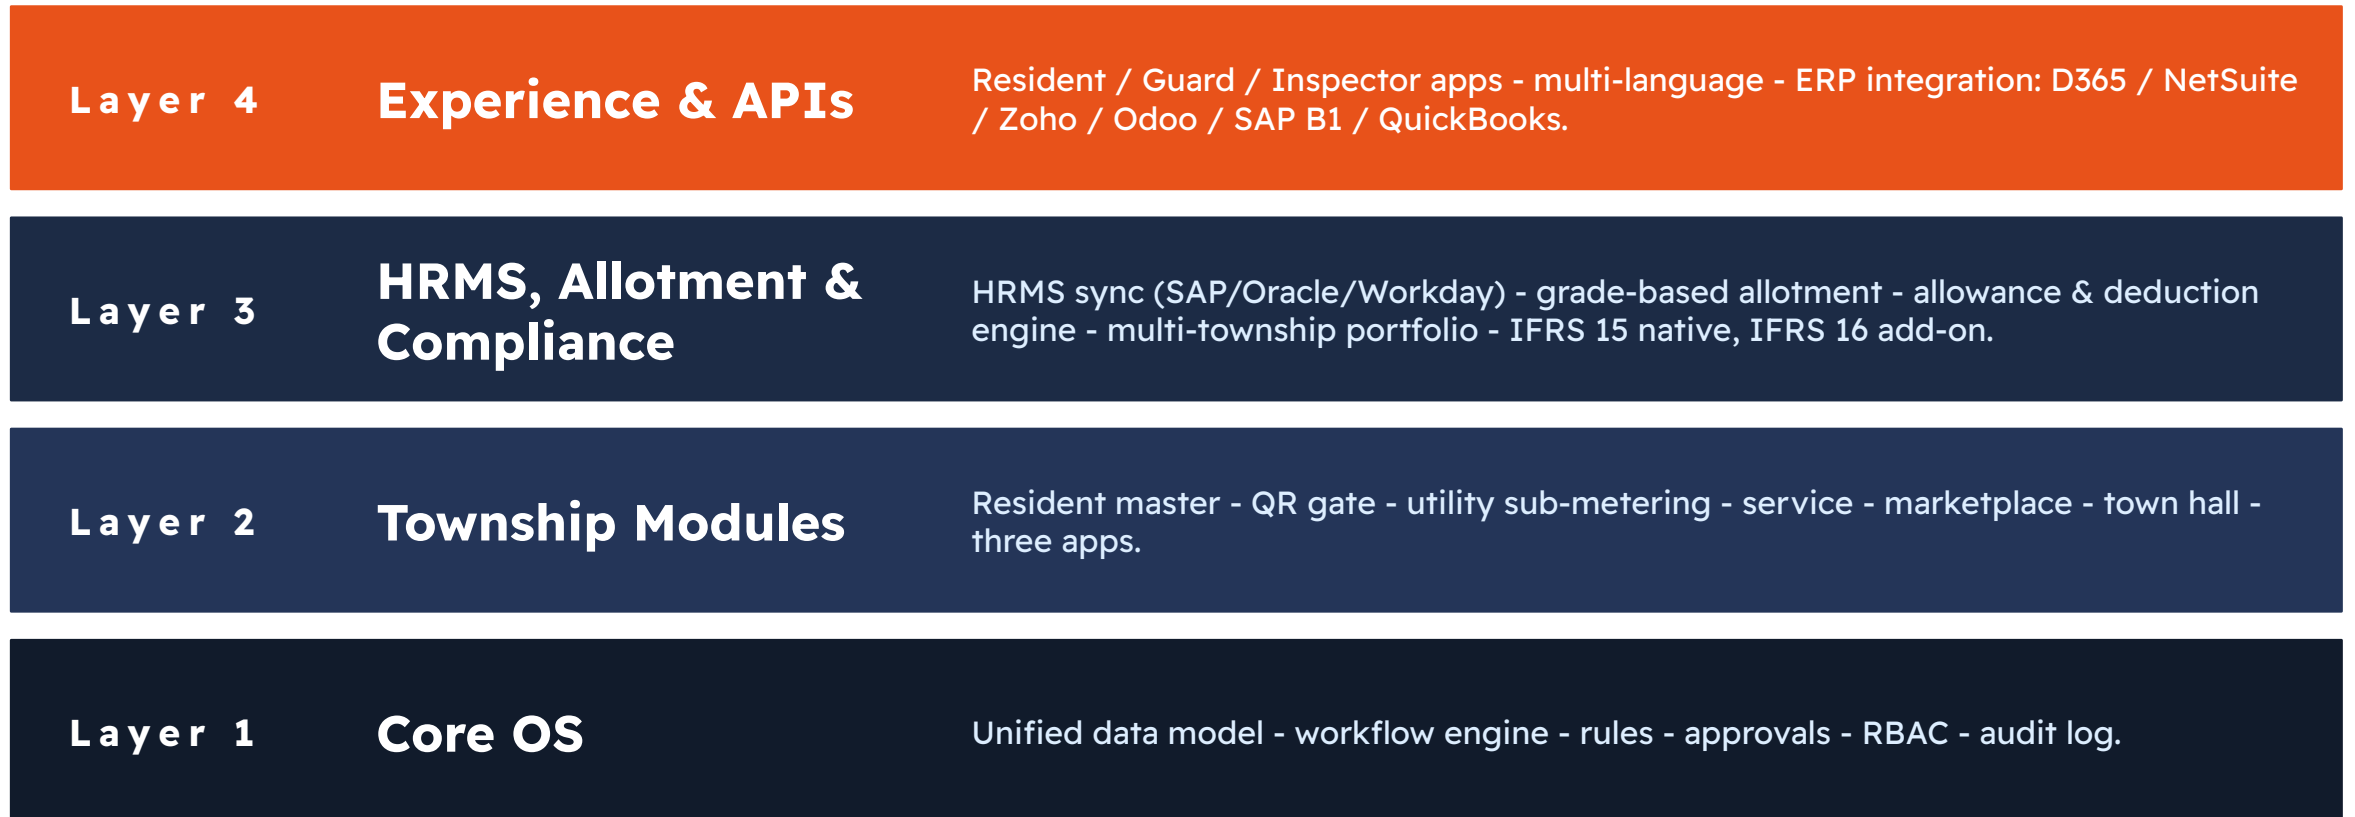 Layer 4
Experience & APIs
Resident / Guard / Inspector apps - multi-language - ERP integration: D365 / NetSuite
/ Zoho / Odoo / SAP B1 / QuickBooks.
Layer 3
HRMS, Allotment &
Compliance
HRMS sync (SAP/Oracle/Workday) - grade-based allotment - allowance & deduction
engine - multi-township portfolio - IFRS 15 native, IFRS 16 add-on.
Layer 2
Township Modules
Resident master - QR gate - utility sub-metering - service - marketplace - town hall -
three apps.
Layer 1
Core OS
Unified data model - workflow engine - rules - approvals - RBAC - audit log.